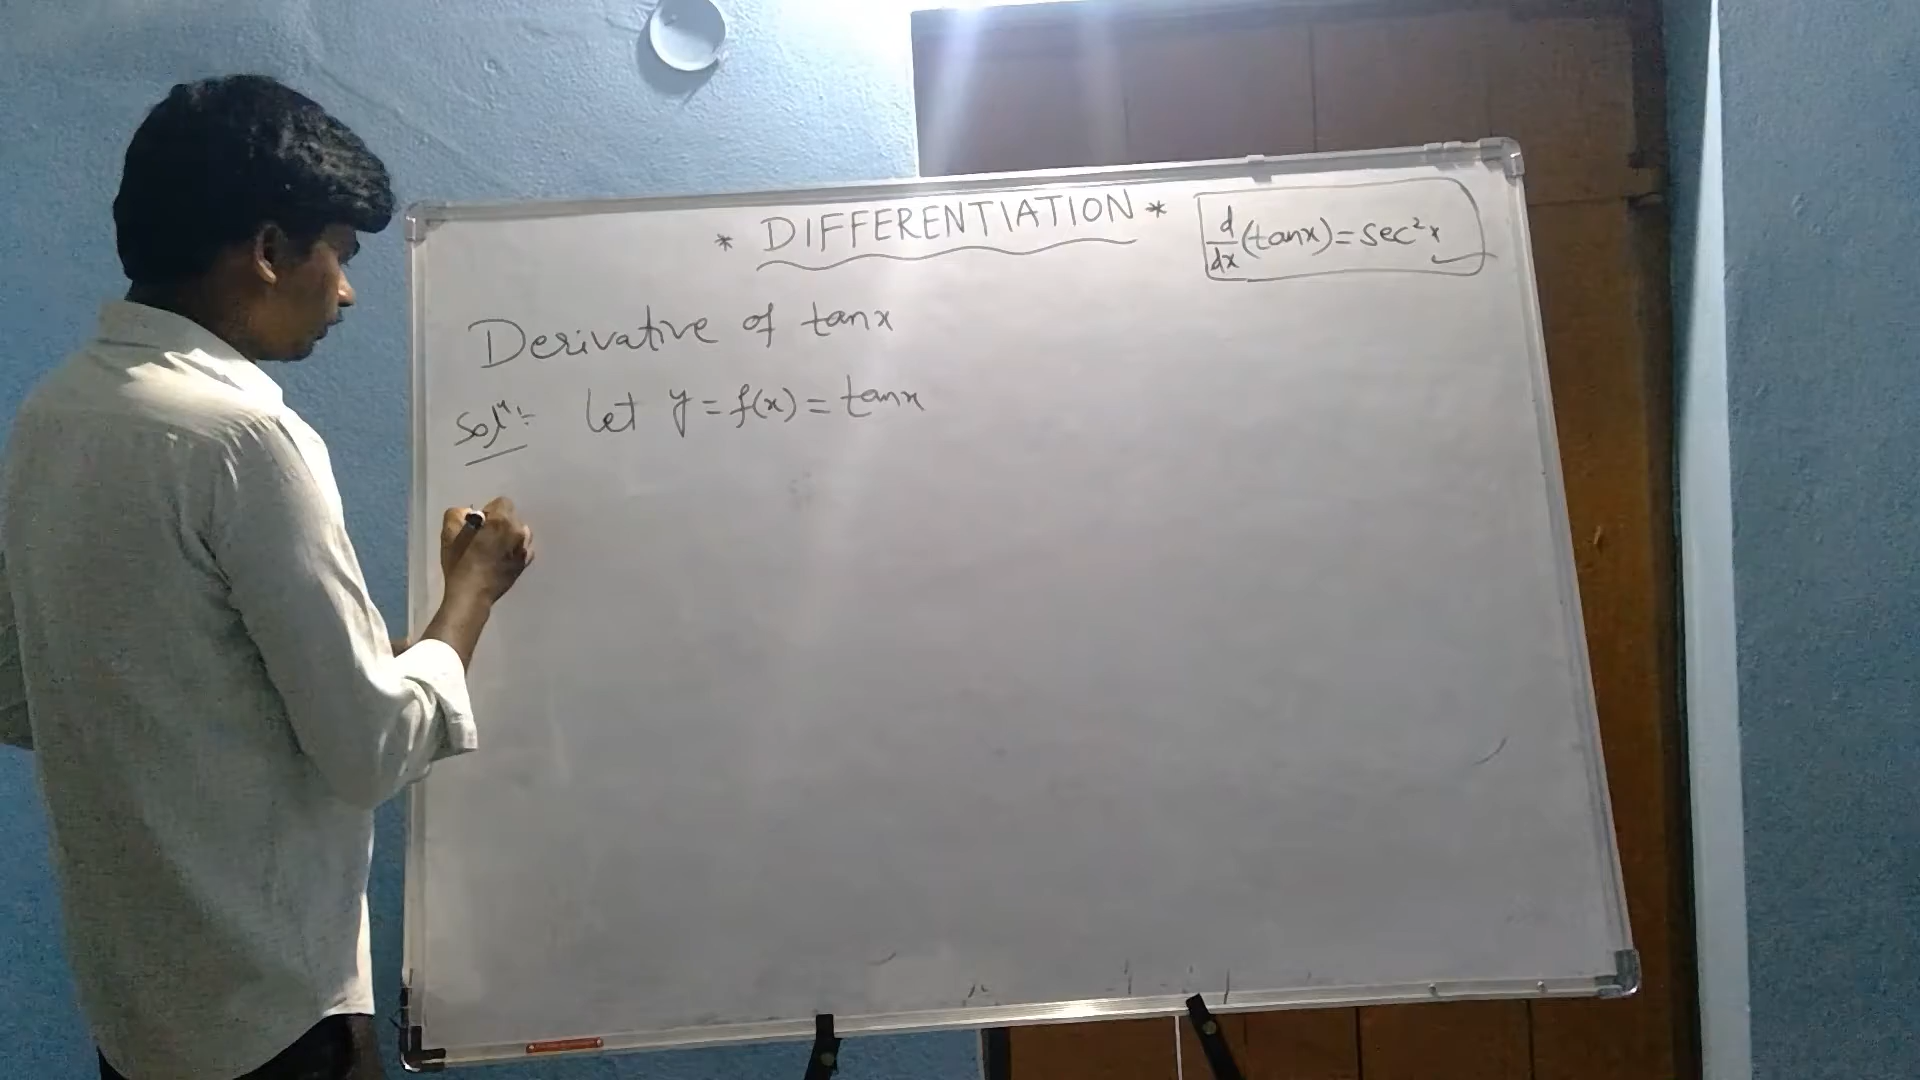 * DIFFERENTIATION *
d/dx (tanx) = sec²x
Derivative of tanx
Solⁿ:- let y = f(x) = tanx